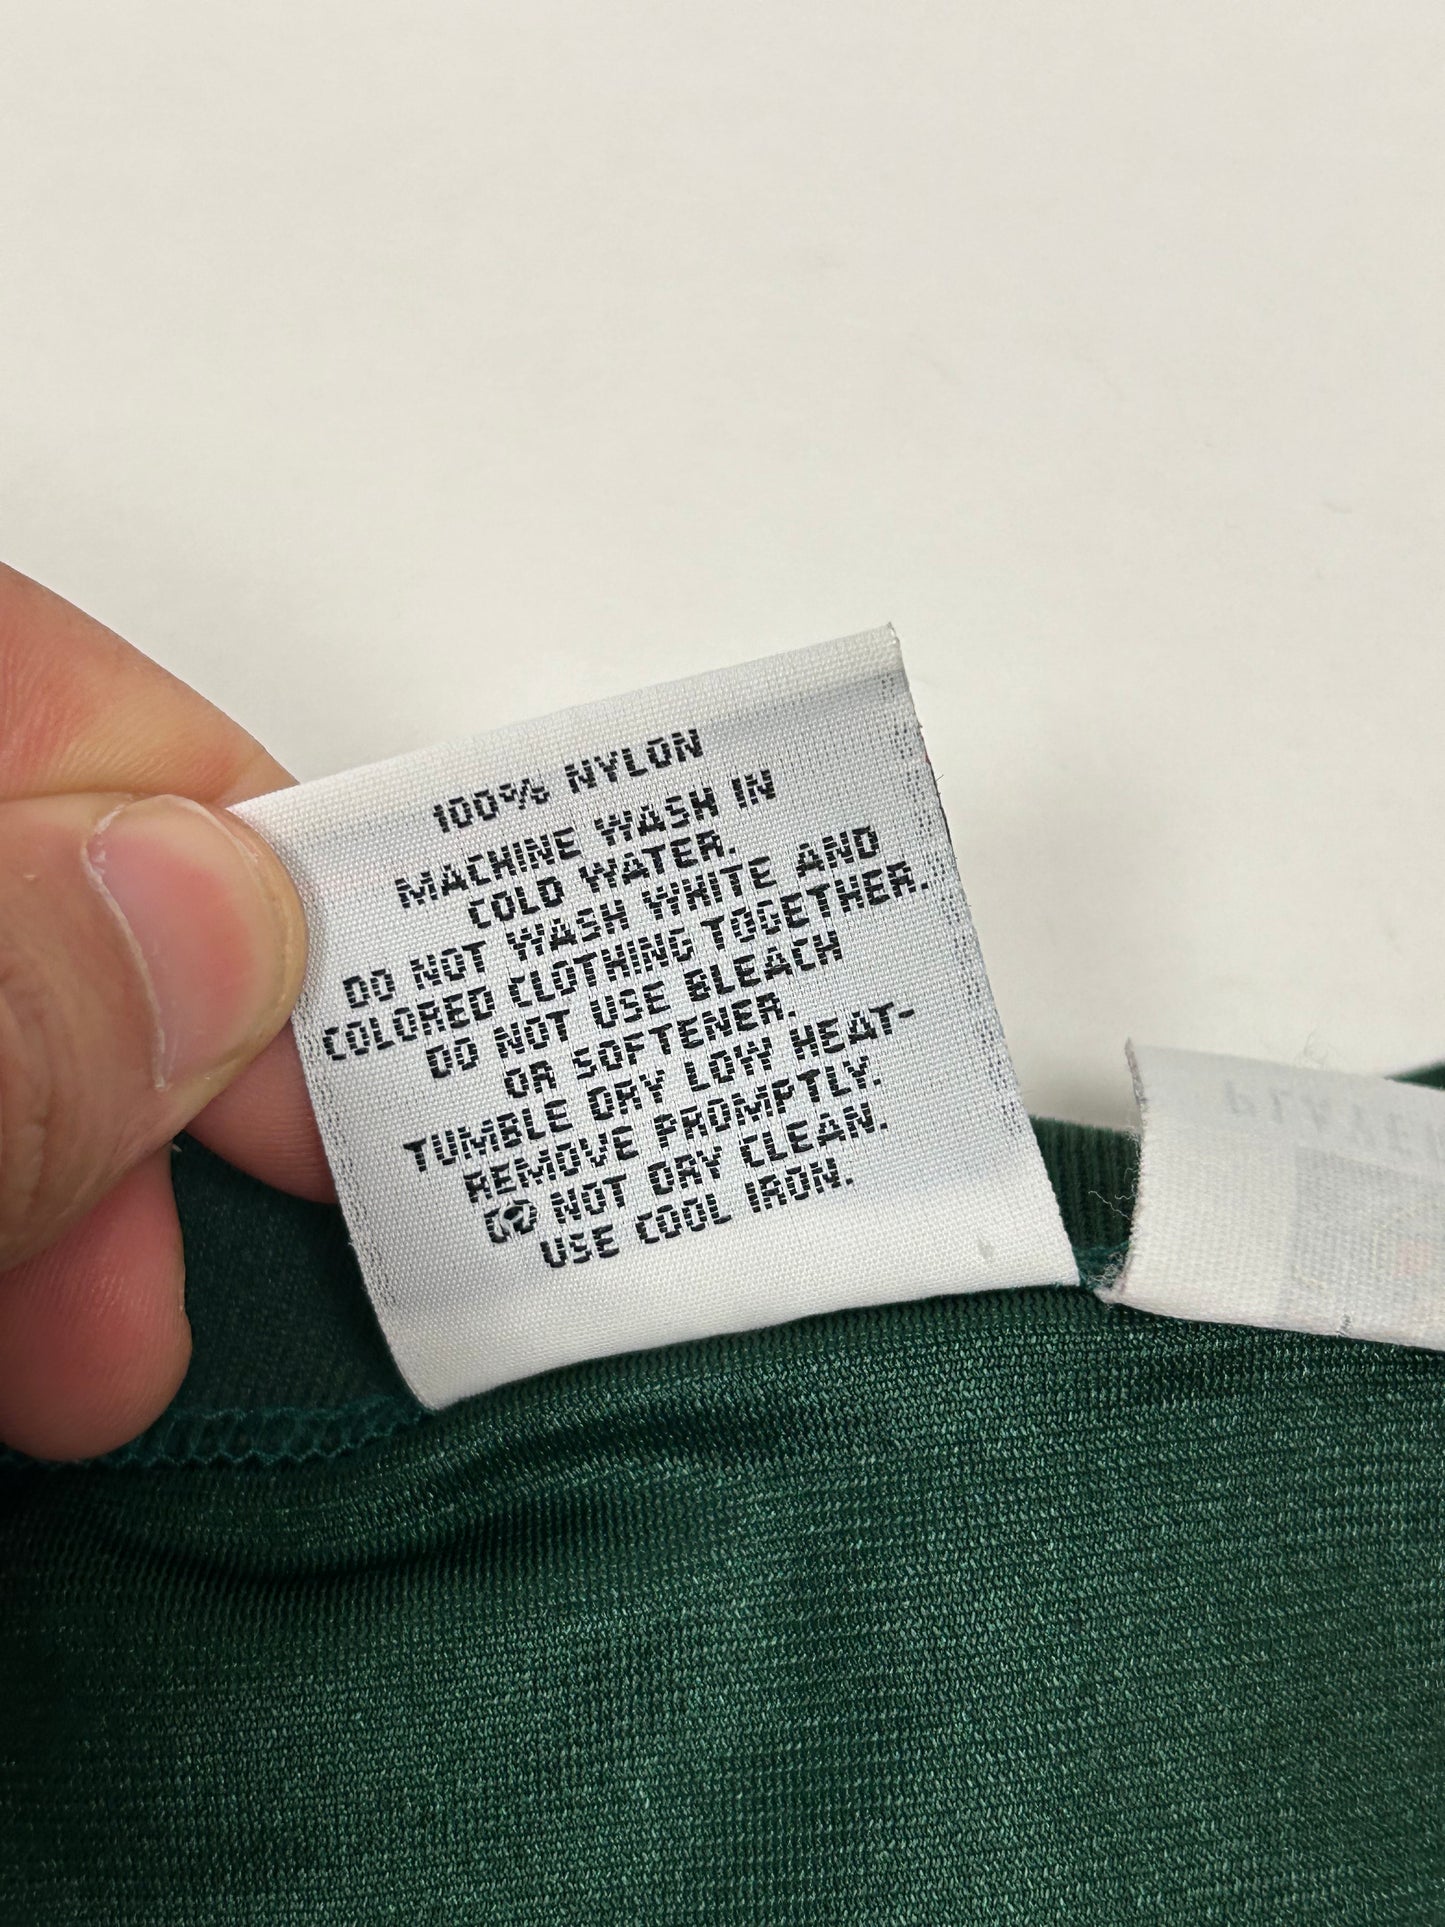 100% NYLON
MACHINE WASH IN
COLD WATER.
DO NOT WASH WHITE AND
COLORED CLOTHING TOGETHER.
DO NOT USE BLEACH
OR SOFTENER.
TUMBLE DRY LOW HEAT-
REMOVE PROMPTLY.
DO NOT DRY CLEAN.
USE COOL IRON.